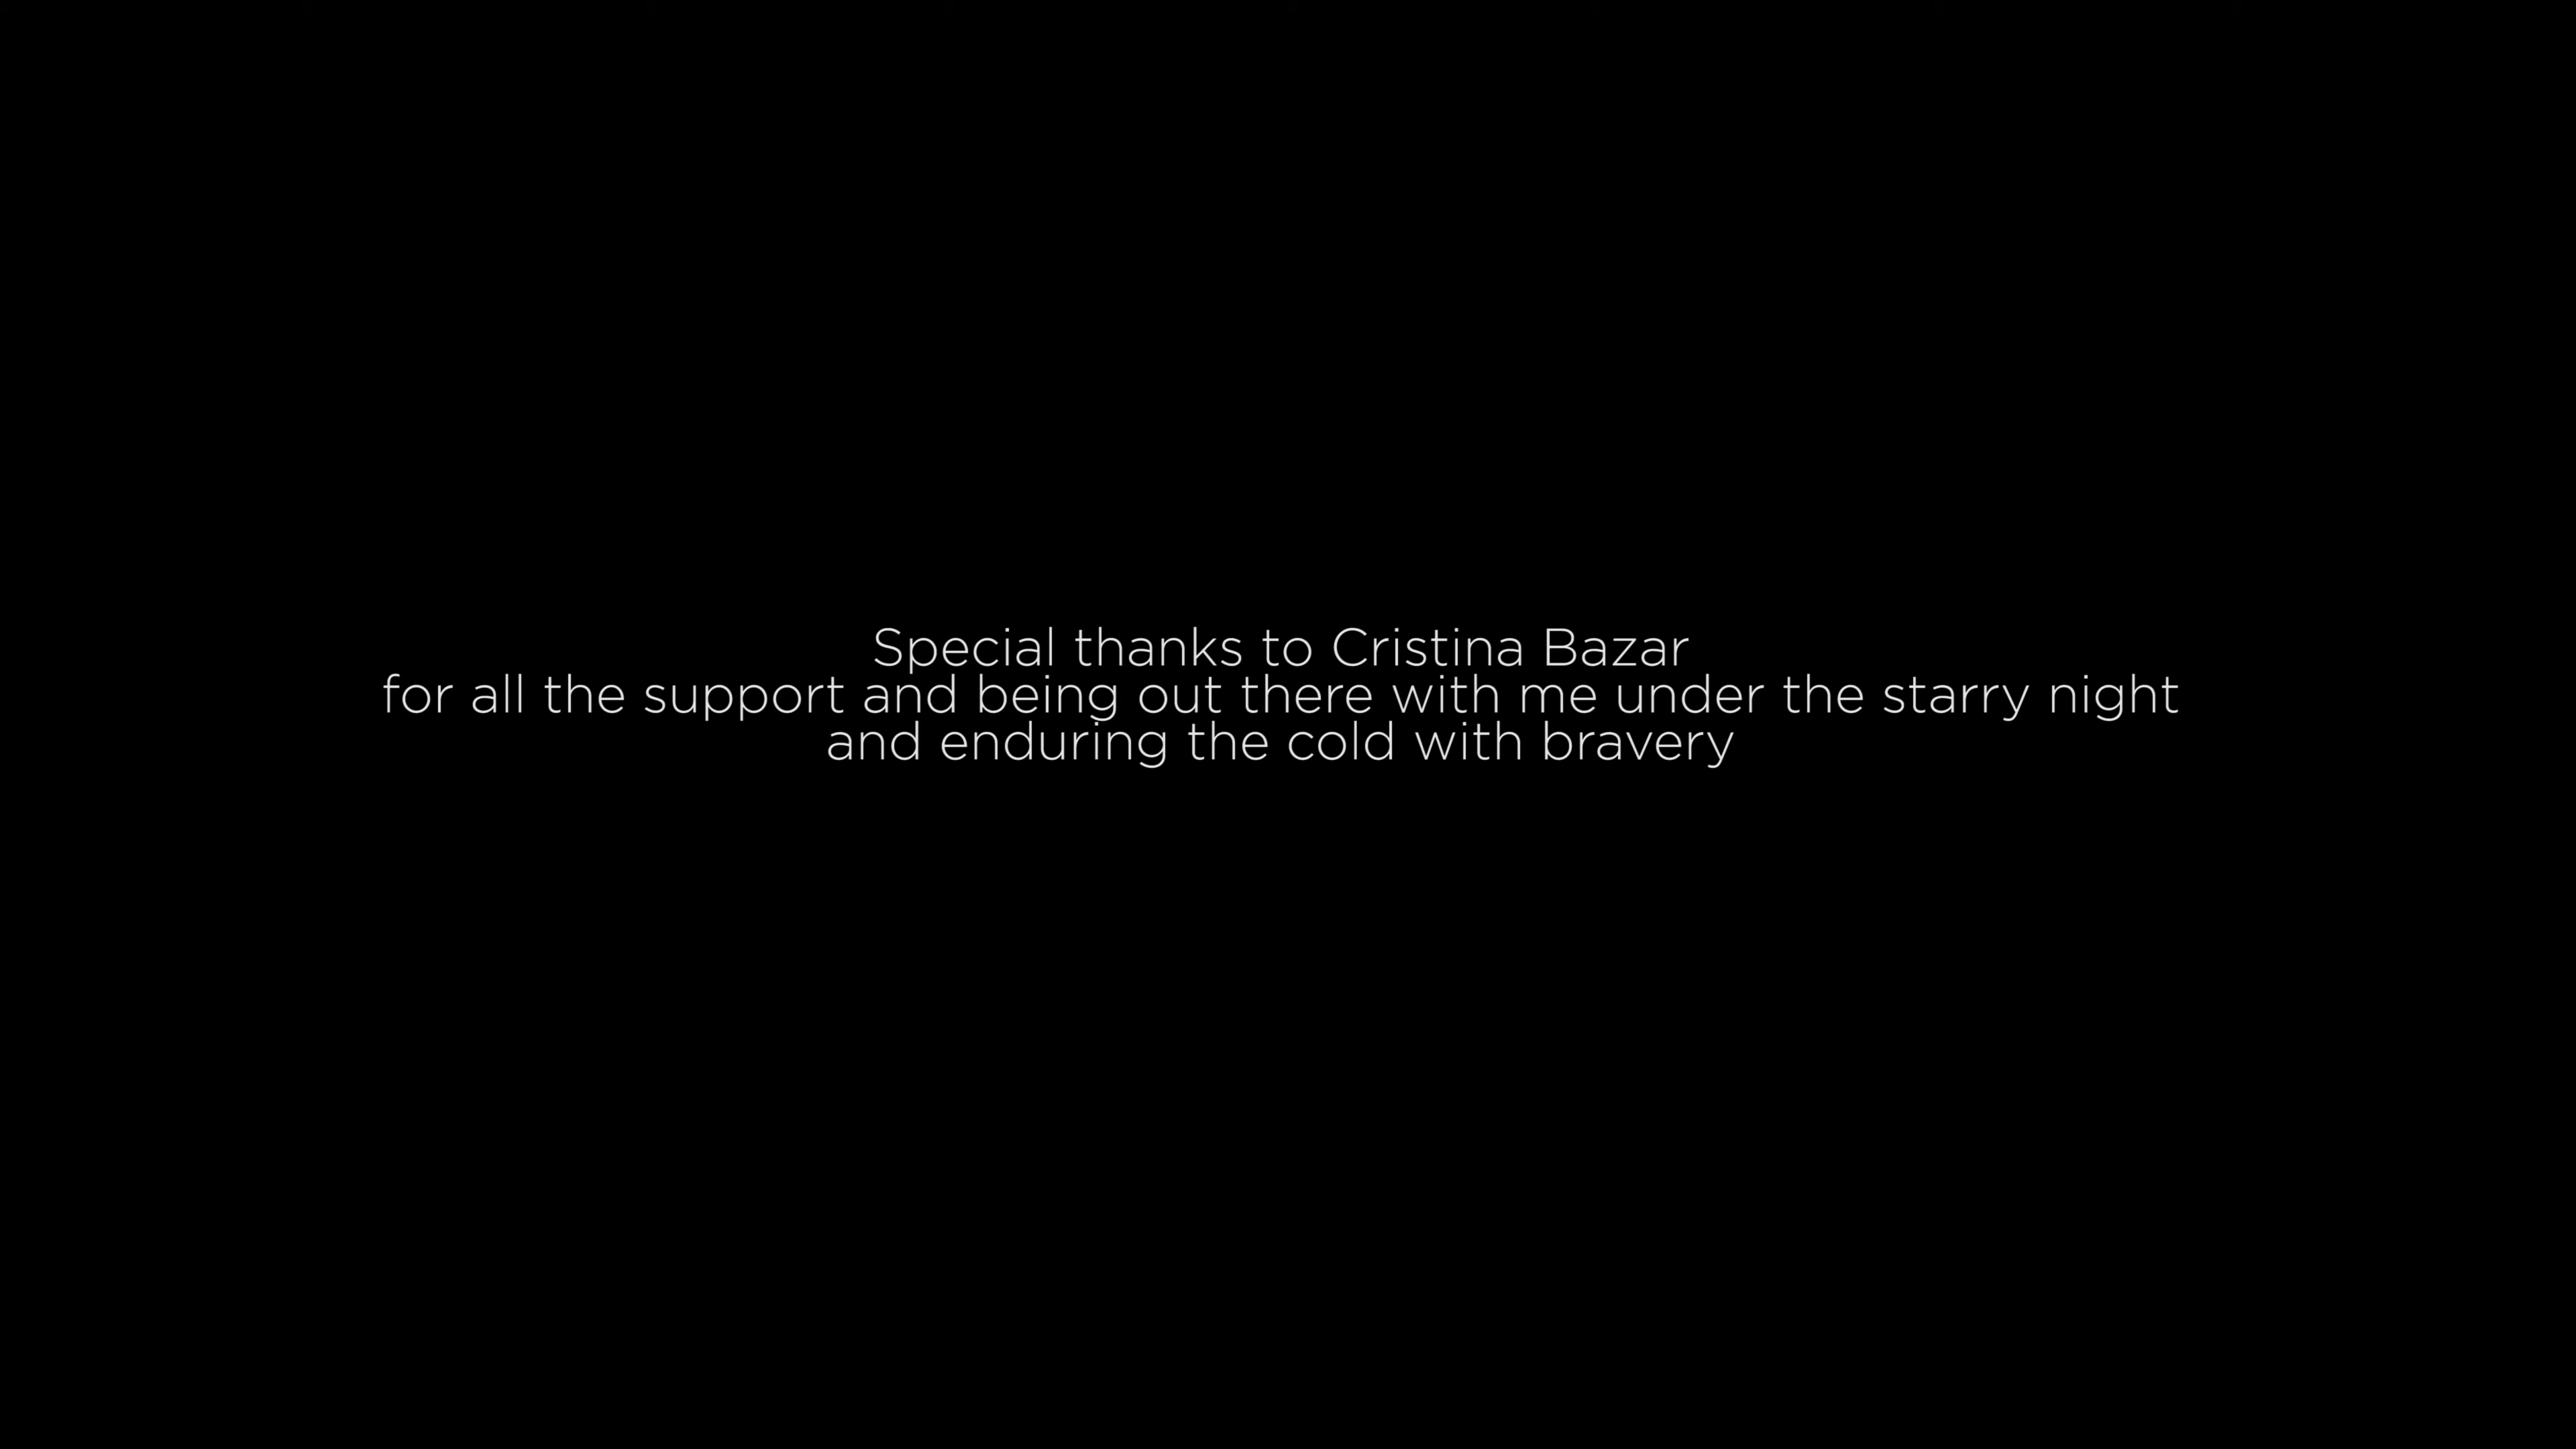 Special thanks to Cristina Bazar
for all the support and being out there with me under the starry night
and enduring the cold with bravery